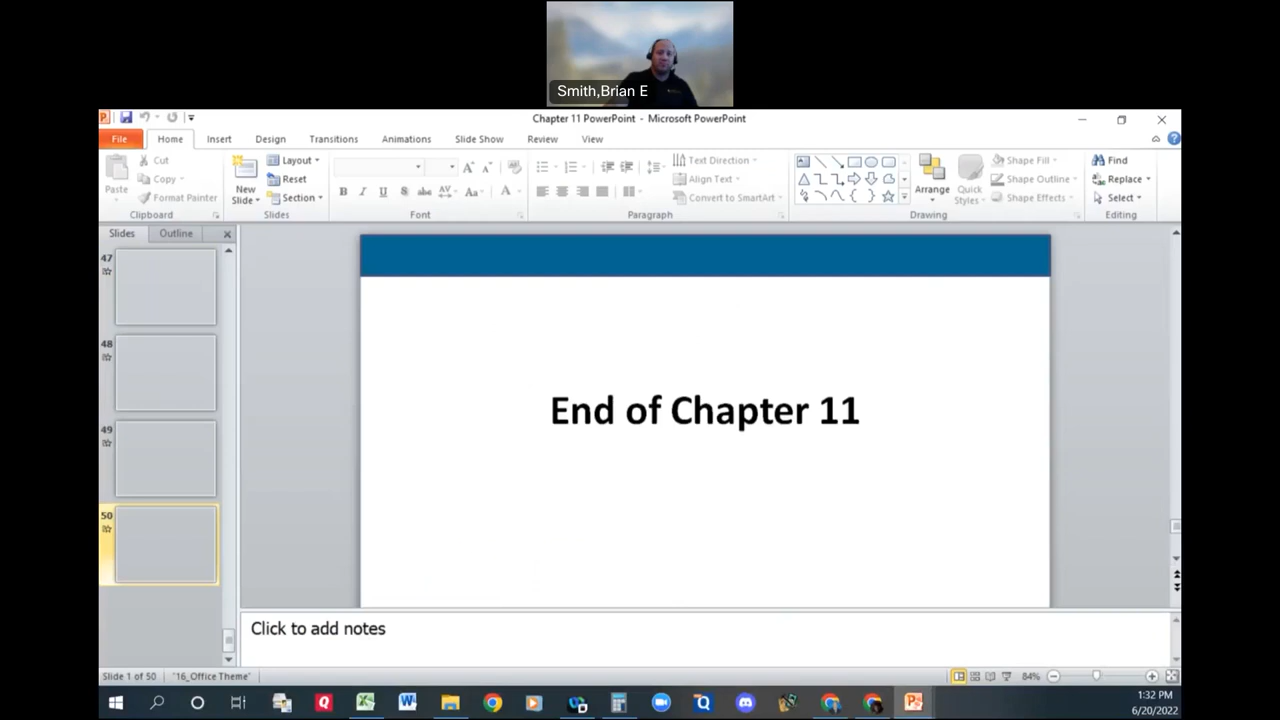 Smith,Brian E
Chapter 11 PowerPoint - Microsoft PowerPoint
File Home Insert Design Transitions Animations Slide Show Review View
Paste
Cut
Copy
Format Painter
Clipboard
New Slide
Layout
Reset
Section
Slides
B I U S abc AV Aa A
Font
Text Direction
Align Text
Convert to SmartArt
Paragraph
Arrange
Quick Styles
Shape Fill
Shape Outline
Shape Effects
Drawing
Find
Replace
Select
Editing
Slides Outline
47
48
49
50
End of Chapter 11
Click to add notes
Slide 1 of 50 "16_Office Theme" 84%
1:32 PM
6/20/2022